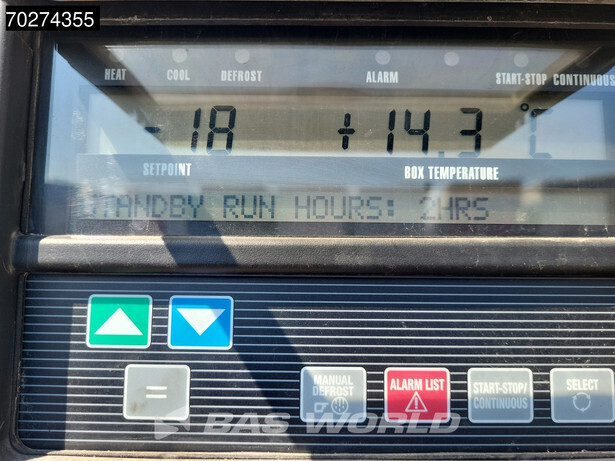 70274355
HEAT COOL DEFROST ALARM START-STOP CONTINUOUS
-18 +14.3 °C
SETPOINT BOX TEMPERATURE
TANDBY RUN HOURS: 2HRS
=
MANUAL DEFROST
ALARM LIST
START-STOP/ CONTINUOUS
SELECT
BAS WORLD